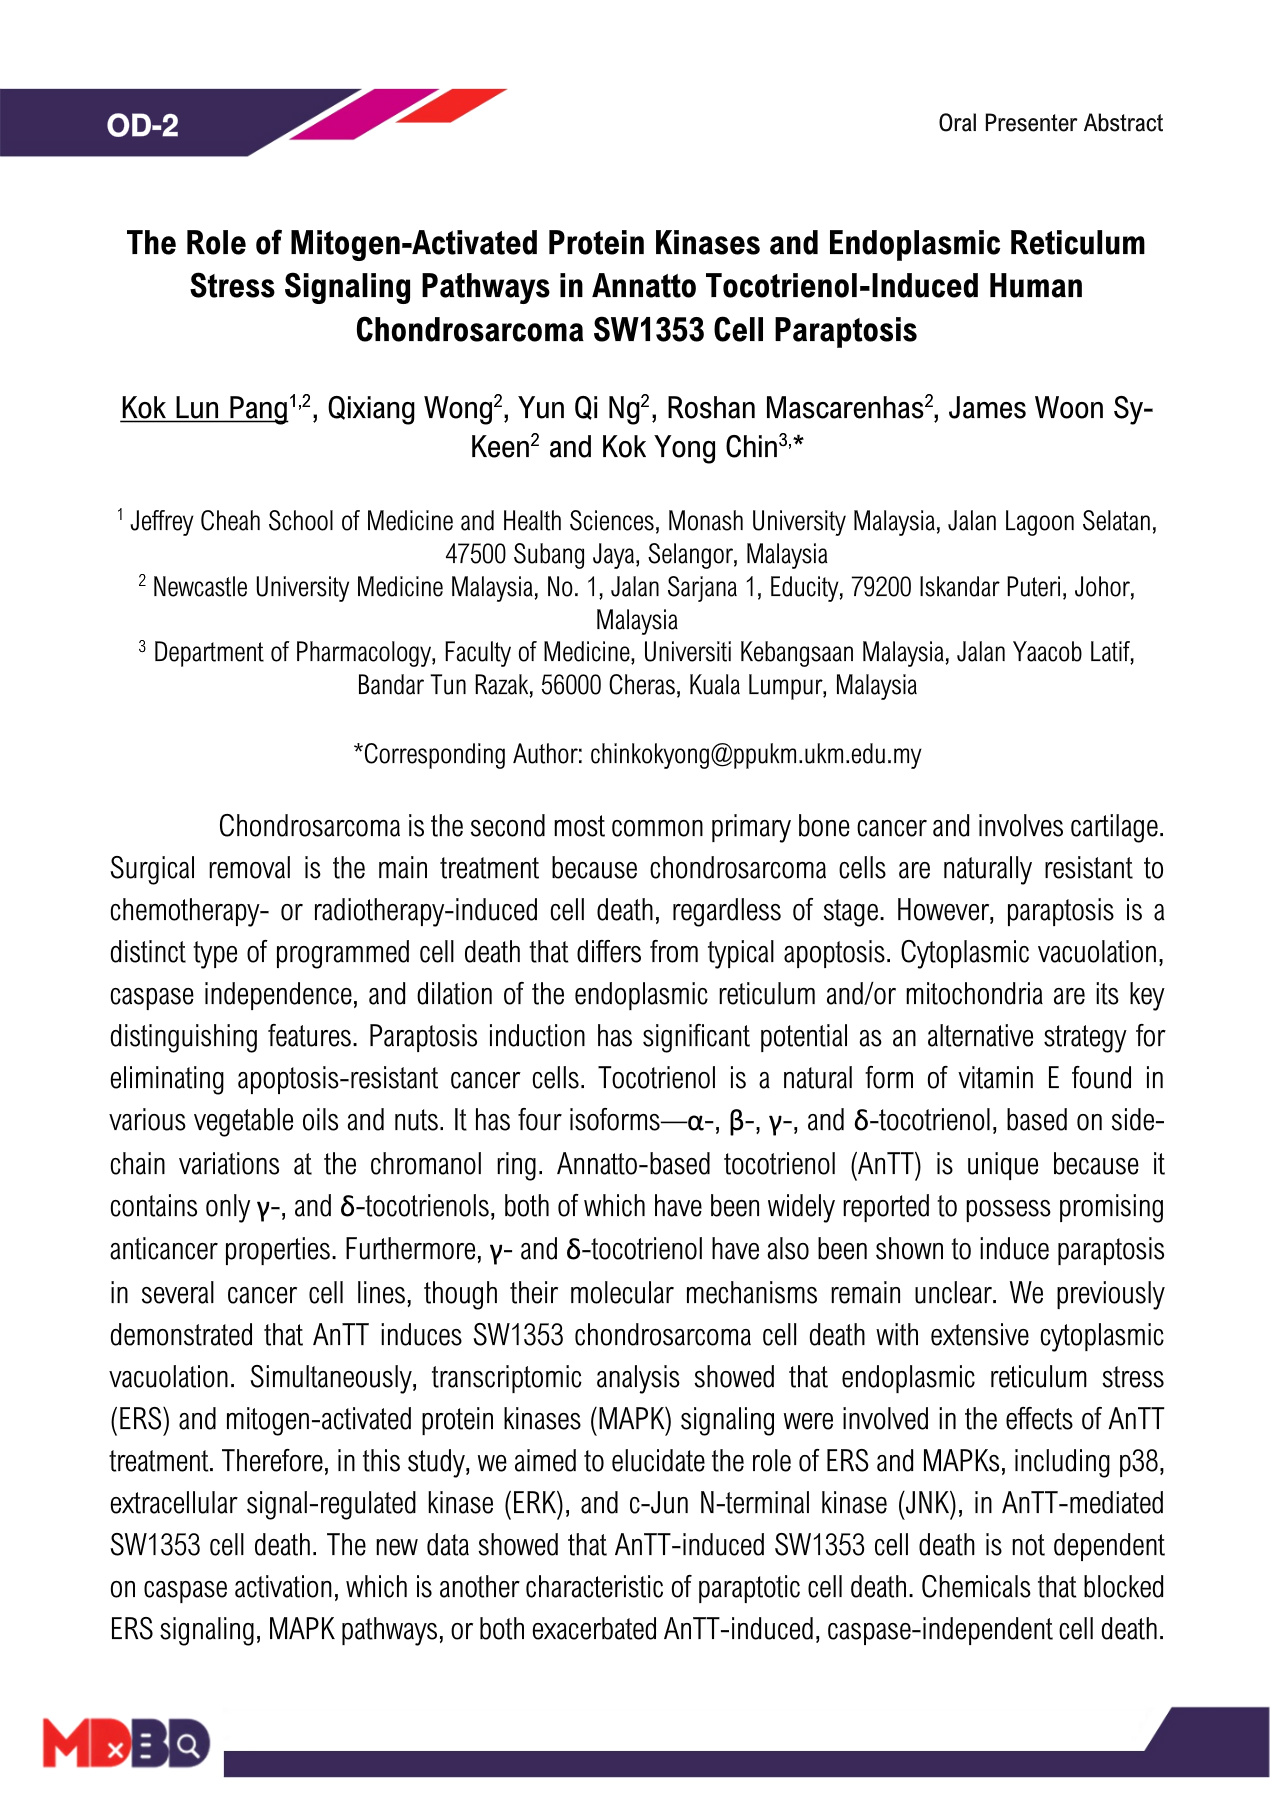 OD-2
Oral Presenter Abstract
The Role of Mitogen-Activated Protein Kinases and Endoplasmic Reticulum
Stress Signaling Pathways in Annatto Tocotrienol-Induced Human
Chondrosarcoma SW1353 Cell Paraptosis
Kok Lun Pang1,2, Qixiang Wong2, Yun Qi Ng2, Roshan Mascarenhas2, James Woon Sy-
Keen2 and Kok Yong Chin3,*
1 Jeffrey Cheah School of Medicine and Health Sciences, Monash University Malaysia, Jalan Lagoon Selatan,
47500 Subang Jaya, Selangor, Malaysia
2 Newcastle University Medicine Malaysia, No. 1, Jalan Sarjana 1, Educity, 79200 Iskandar Puteri, Johor,
Malaysia
3 Department of Pharmacology, Faculty of Medicine, Universiti Kebangsaan Malaysia, Jalan Yaacob Latif,
Bandar Tun Razak, 56000 Cheras, Kuala Lumpur, Malaysia
*Corresponding Author: chinkokyong@ppukm.ukm.edu.my
Chondrosarcoma is the second most common primary bone cancer and involves cartilage.
Surgical removal is the main treatment because chondrosarcoma cells are naturally resistant to
chemotherapy- or radiotherapy-induced cell death, regardless of stage. However, paraptosis is a
distinct type of programmed cell death that differs from typical apoptosis. Cytoplasmic vacuolation,
caspase independence, and dilation of the endoplasmic reticulum and/or mitochondria are its key
distinguishing features. Paraptosis induction has significant potential as an alternative strategy for
eliminating apoptosis-resistant cancer cells. Tocotrienol is a natural form of vitamin E found in
various vegetable oils and nuts. It has four isoforms—α-, β-, γ-, and δ-tocotrienol, based on side-
chain variations at the chromanol ring. Annatto-based tocotrienol (AnTT) is unique because it
contains only γ-, and δ-tocotrienols, both of which have been widely reported to possess promising
anticancer properties. Furthermore, γ- and δ-tocotrienol have also been shown to induce paraptosis
in several cancer cell lines, though their molecular mechanisms remain unclear. We previously
demonstrated that AnTT induces SW1353 chondrosarcoma cell death with extensive cytoplasmic
vacuolation. Simultaneously, transcriptomic analysis showed that endoplasmic reticulum stress
(ERS) and mitogen-activated protein kinases (MAPK) signaling were involved in the effects of AnTT
treatment. Therefore, in this study, we aimed to elucidate the role of ERS and MAPKs, including p38,
extracellular signal-regulated kinase (ERK), and c-Jun N-terminal kinase (JNK), in AnTT-mediated
SW1353 cell death. The new data showed that AnTT-induced SW1353 cell death is not dependent
on caspase activation, which is another characteristic of paraptotic cell death. Chemicals that blocked
ERS signaling, MAPK pathways, or both exacerbated AnTT-induced, caspase-independent cell death.
MDxBD